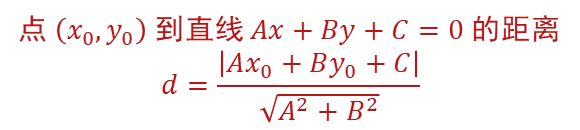 点 (x₀, y₀) 到直线 Ax + By + C = 0 的距离
d = |Ax₀ + By₀ + C| / √(A² + B²)